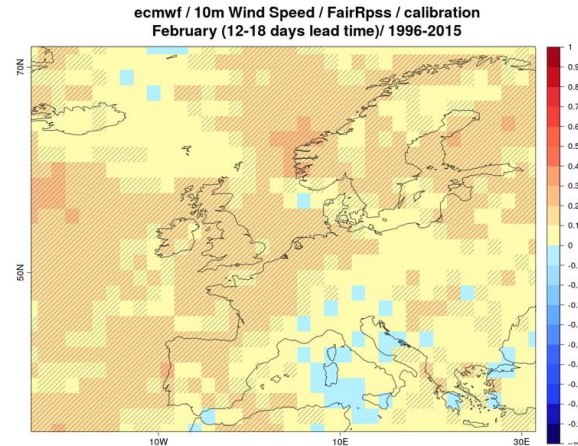 ecmwf / 10m Wind Speed / FairRpss / calibration
February (12-18 days lead time)/ 1996-2015
70N
50N
10W
10E
30E
1
0.9
0.8
0.7
0.6
0.5
0.4
0.3
0.2
0.1
0